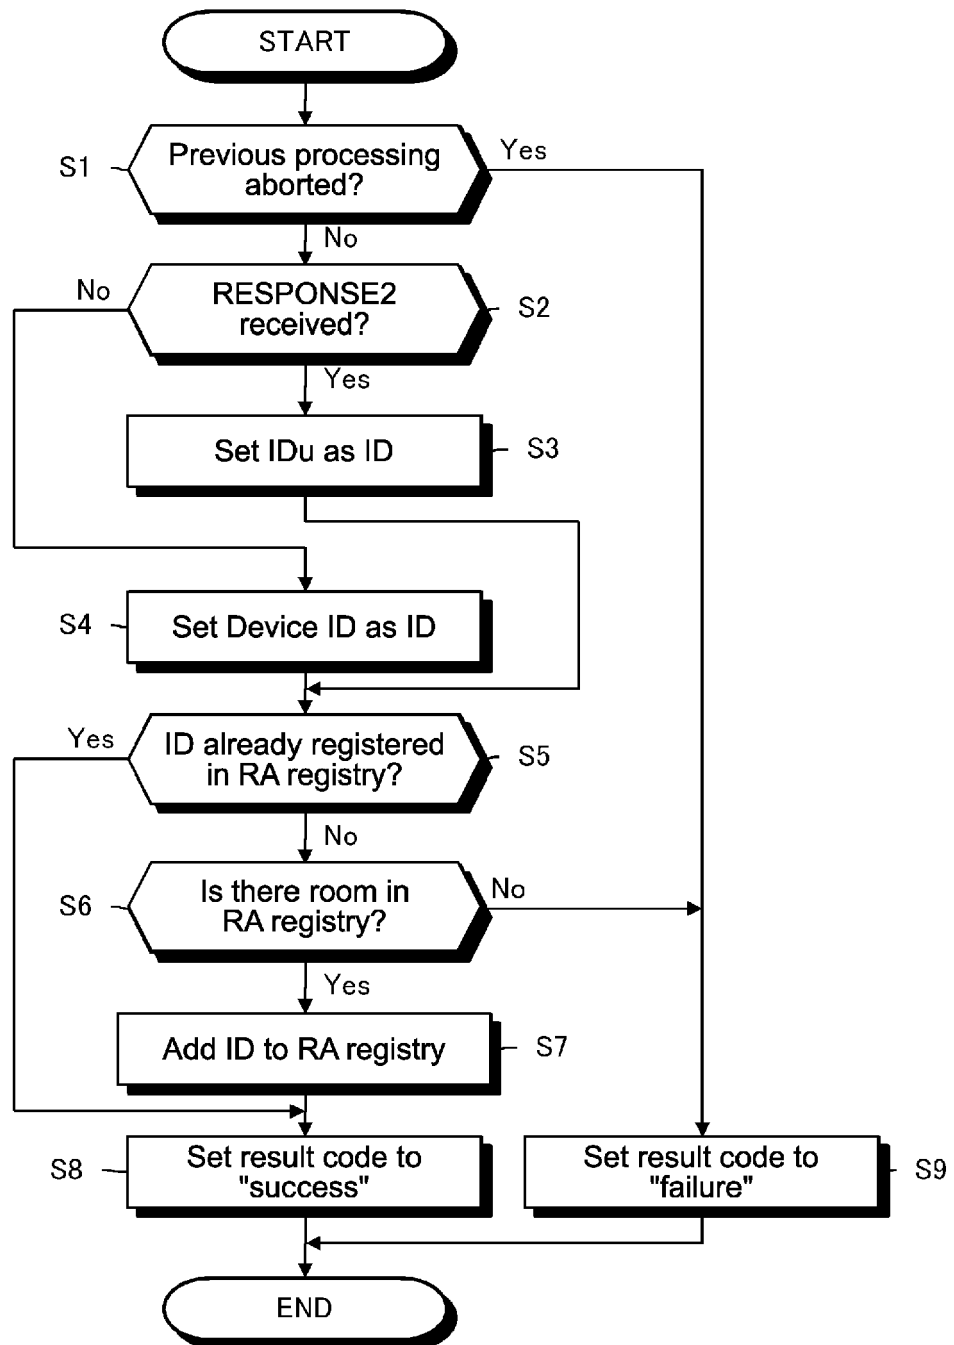 START
Previous processing
aborted?
S1
Yes
No
RESPONSE2
received?
S2
No
Yes
Set IDu as ID
S3
S4
Set Device ID as ID
ID already registered
in RA registry?
S5
Yes
No
Is there room in
RA registry?
S6
No
Yes
Add ID to RA registry
S7
S8
Set result code to
"success"
Set result code to
"failure"
S9
END